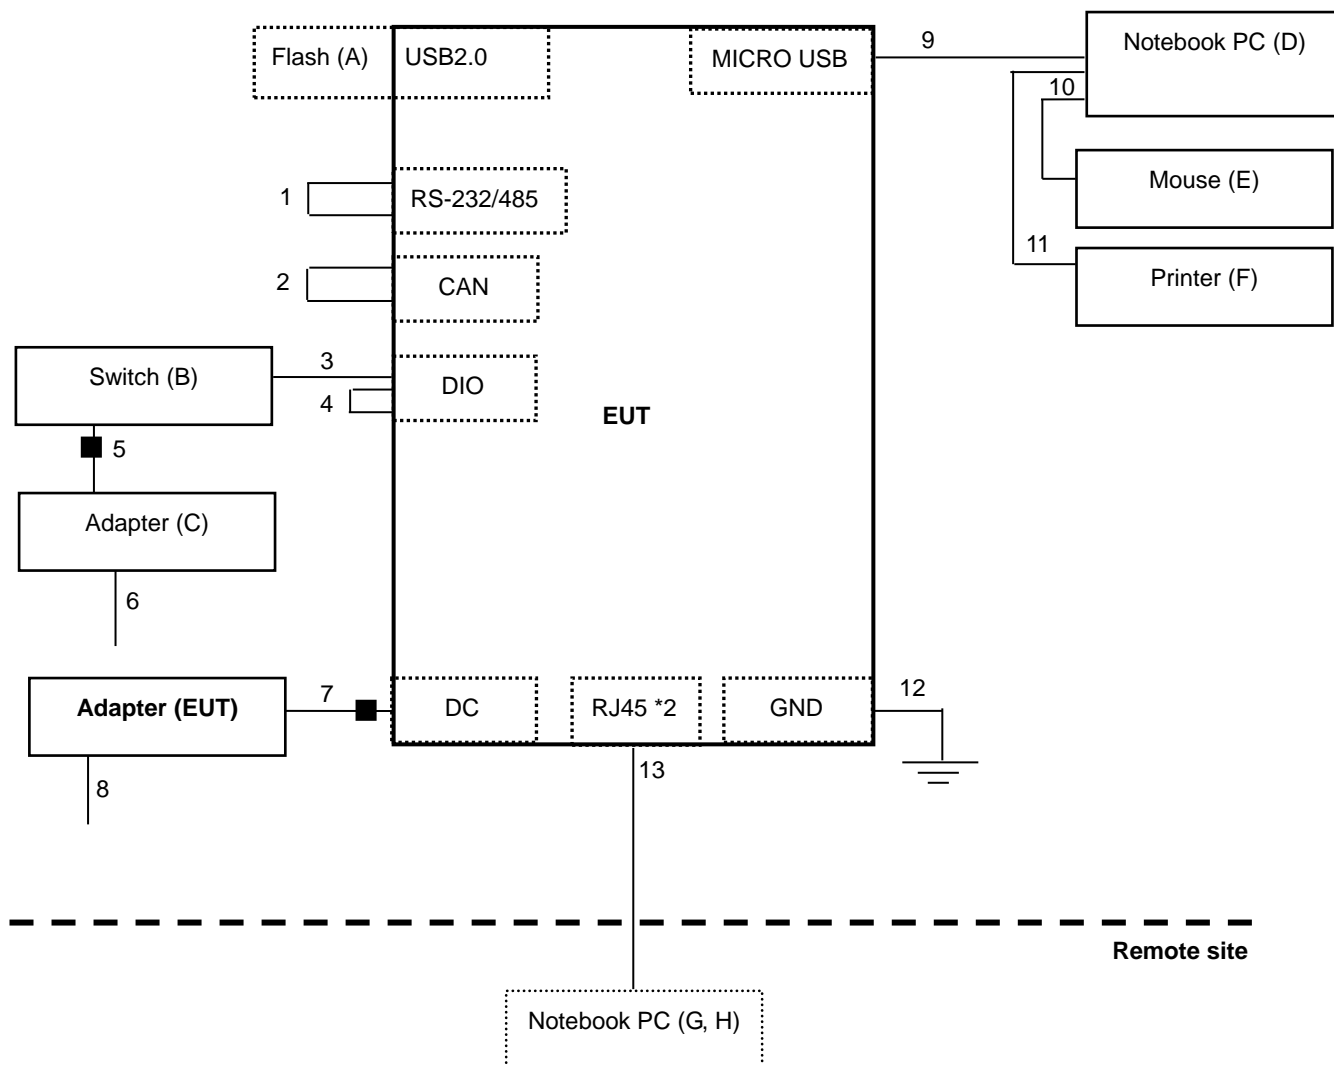 Flash (A)
USB2.0
MICRO USB
9
Notebook PC (D)
10
1
RS-232/485
Mouse (E)
2
CAN
11
Printer (F)
Switch (B)
3
DIO
4
EUT
5
Adapter (C)
6
Adapter (EUT)
7
DC
RJ45 *2
GND
12
8
13
Remote site
Notebook PC (G, H)